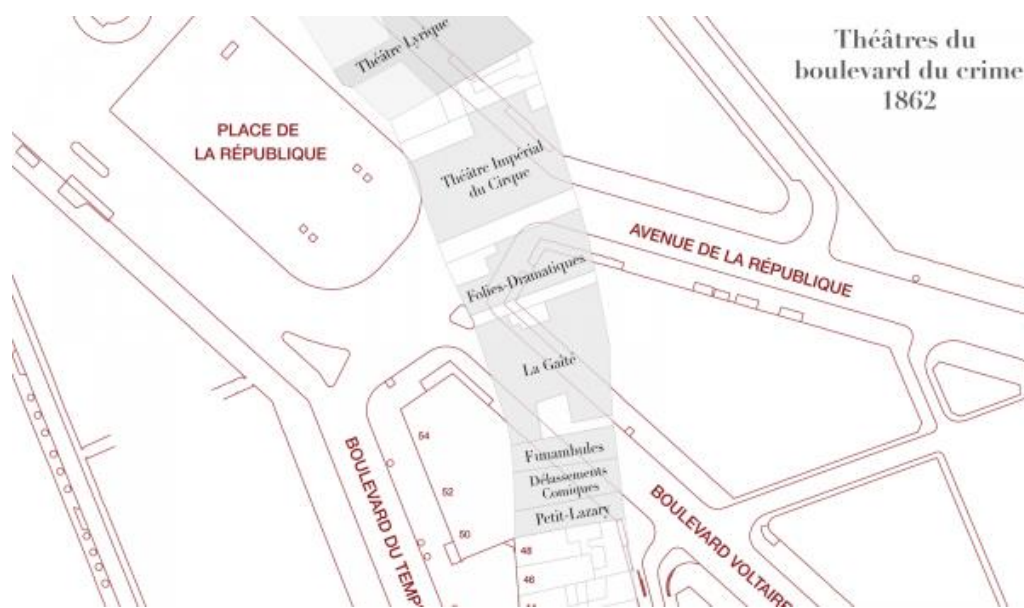 Théâtres du
boulevard du crime
1862
Théâtre Lyrique
PLACE DE
LA RÉPUBLIQUE
Théâtre Impérial
du Cirque
AVENUE DE LA RÉPUBLIQUE
Folies-Dramatiques
La Gaîté
54
Funambules
Délassements
Comiques
52
Petit-Lazary
50
48
46
BOULEVARD DU TEMP
BOULEVARD VOLTAIRE